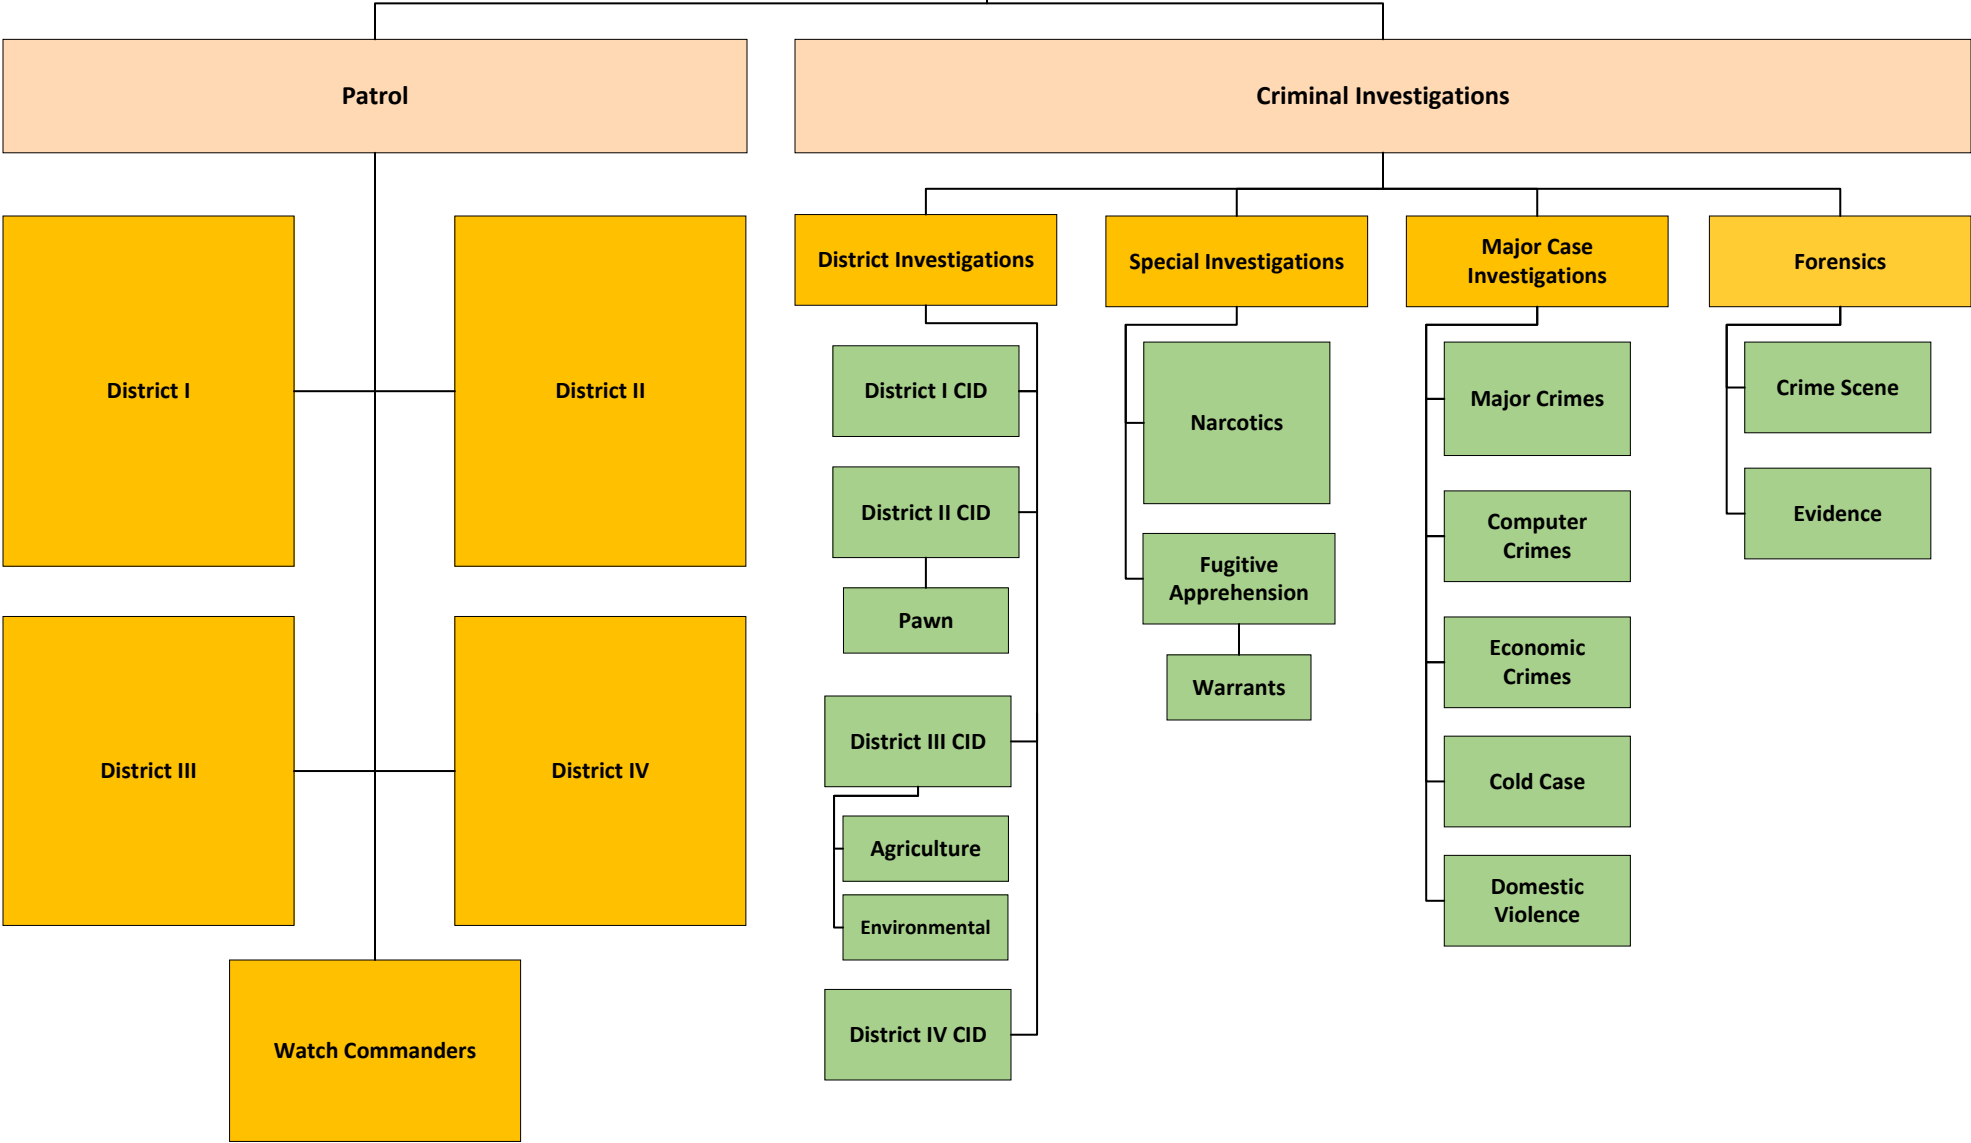 Patrol
Criminal Investigations
District I
District II
District III
District IV
Watch Commanders
District Investigations
District I CID
District II CID
Pawn
District III CID
Agriculture
Environmental
District IV CID
Special Investigations
Narcotics
Fugitive
Apprehension
Warrants
Major Case
Investigations
Major Crimes
Computer
Crimes
Economic
Crimes
Cold Case
Domestic
Violence
Forensics
Crime Scene
Evidence